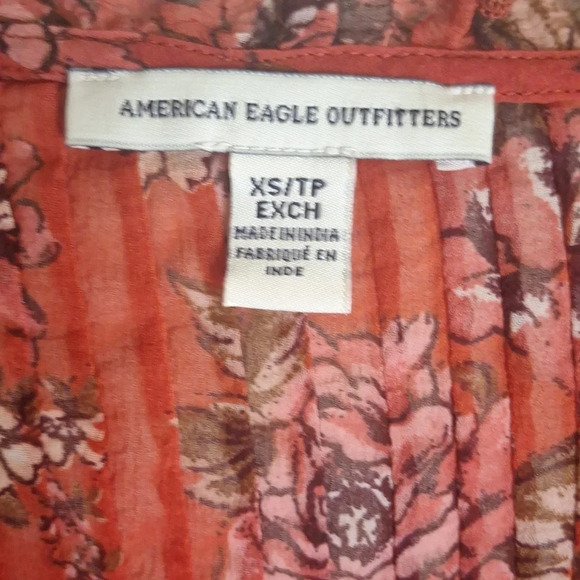 AMERICAN EAGLE OUTFITTERS
XS/TP
EXCH
MADE IN INDIA
FABRIQUÉ EN
INDE